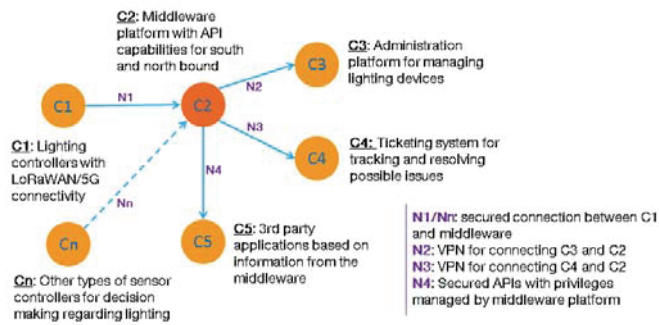 C2: Middleware
platform with API
capabilities for south
and north bound
C3: Administration
platform for managing
lighting devices
C3
N2
C1
N1
C2
N3
C4
C4: Ticketing system for
tracking and resolving
possible issues
C1: Lighting
controllers with
LoRaWAN/5G
connectivity
N4
Nn
Cn
C5
C5: 3rd party
applications based on
information from the
middleware
Cn: Other types of sensor
controllers for decision
making regarding lighting
N1/Nn: secured connection between C1
and middleware
N2: VPN for connecting C3 and C2
N3: VPN for connecting C4 and C2
N4: Secured APIs with privileges
managed by middleware platform